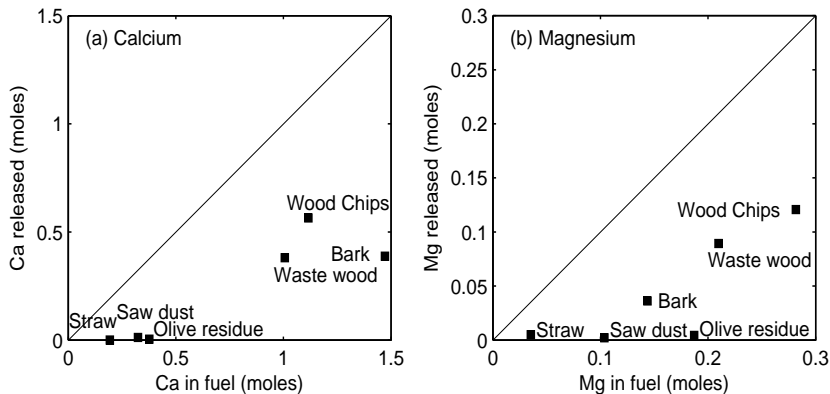 (a) Calcium
Ca released (moles)
1.5
1
0.5
0
Wood Chips
Bark
Waste wood
Saw dust
Straw
Olive residue
0
0.5
1
1.5
Ca in fuel (moles)
(b) Magnesium
Mg released (moles)
0.3
0.25
0.2
0.15
0.1
0.05
0
Wood Chips
Waste wood
Bark
Straw
Saw dust
Olive residue
0
0.1
0.2
0.3
Mg in fuel (moles)